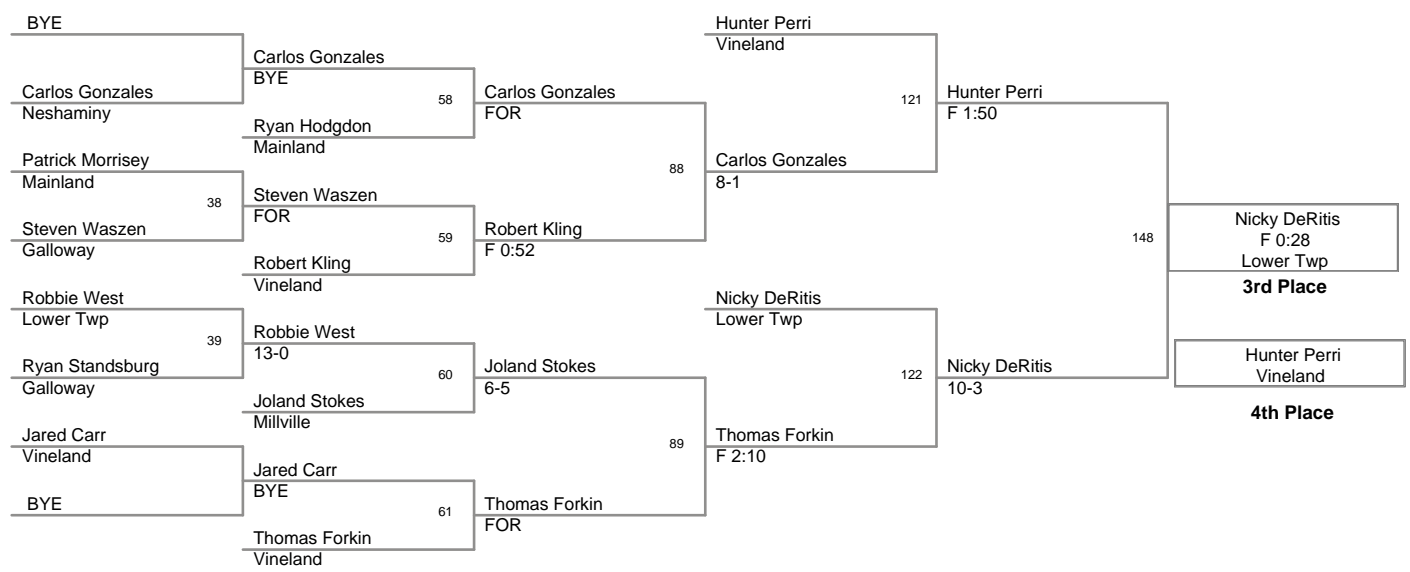 BYE
Carlos Gonzales
Neshaminy
Patrick Morrisey
Mainland
38
Steven Waszen
Galloway
Robbie West
Lower Twp
39
Ryan Standsburg
Galloway
Jared Carr
Vineland
BYE
Carlos Gonzales
BYE
58
Ryan Hodgdon
Mainland
Steven Waszen
FOR
59
Robert Kling
Vineland
Robbie West
13-0
60
Joland Stokes
Millville
Jared Carr
BYE
61
Thomas Forkin
Vineland
Carlos Gonzales
FOR
88
Robert Kling
F 0:52
Joland Stokes
6-5
89
Thomas Forkin
FOR
Hunter Perri
Vineland
121
Carlos Gonzales
8-1
Nicky DeRitis
Lower Twp
122
Thomas Forkin
F 2:10
Hunter Perri
F 1:50
148
Nicky DeRitis
10-3
Nicky DeRitis
F 0:28
Lower Twp
3rd Place
Hunter Perri
Vineland
4th Place